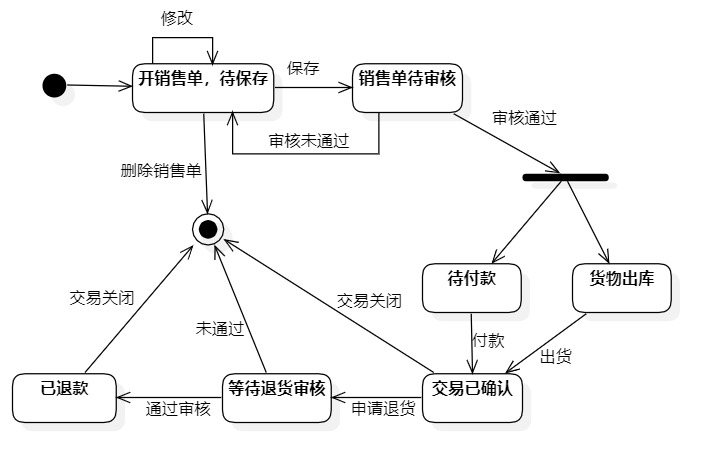 修改
开销售单，待保存
保存
销售单待审核
审核未通过
审核通过
删除销售单
待付款
货物出库
交易关闭
交易关闭
未通过
付款
出货
已退款
通过审核
等待退货审核
申请退货
交易已确认